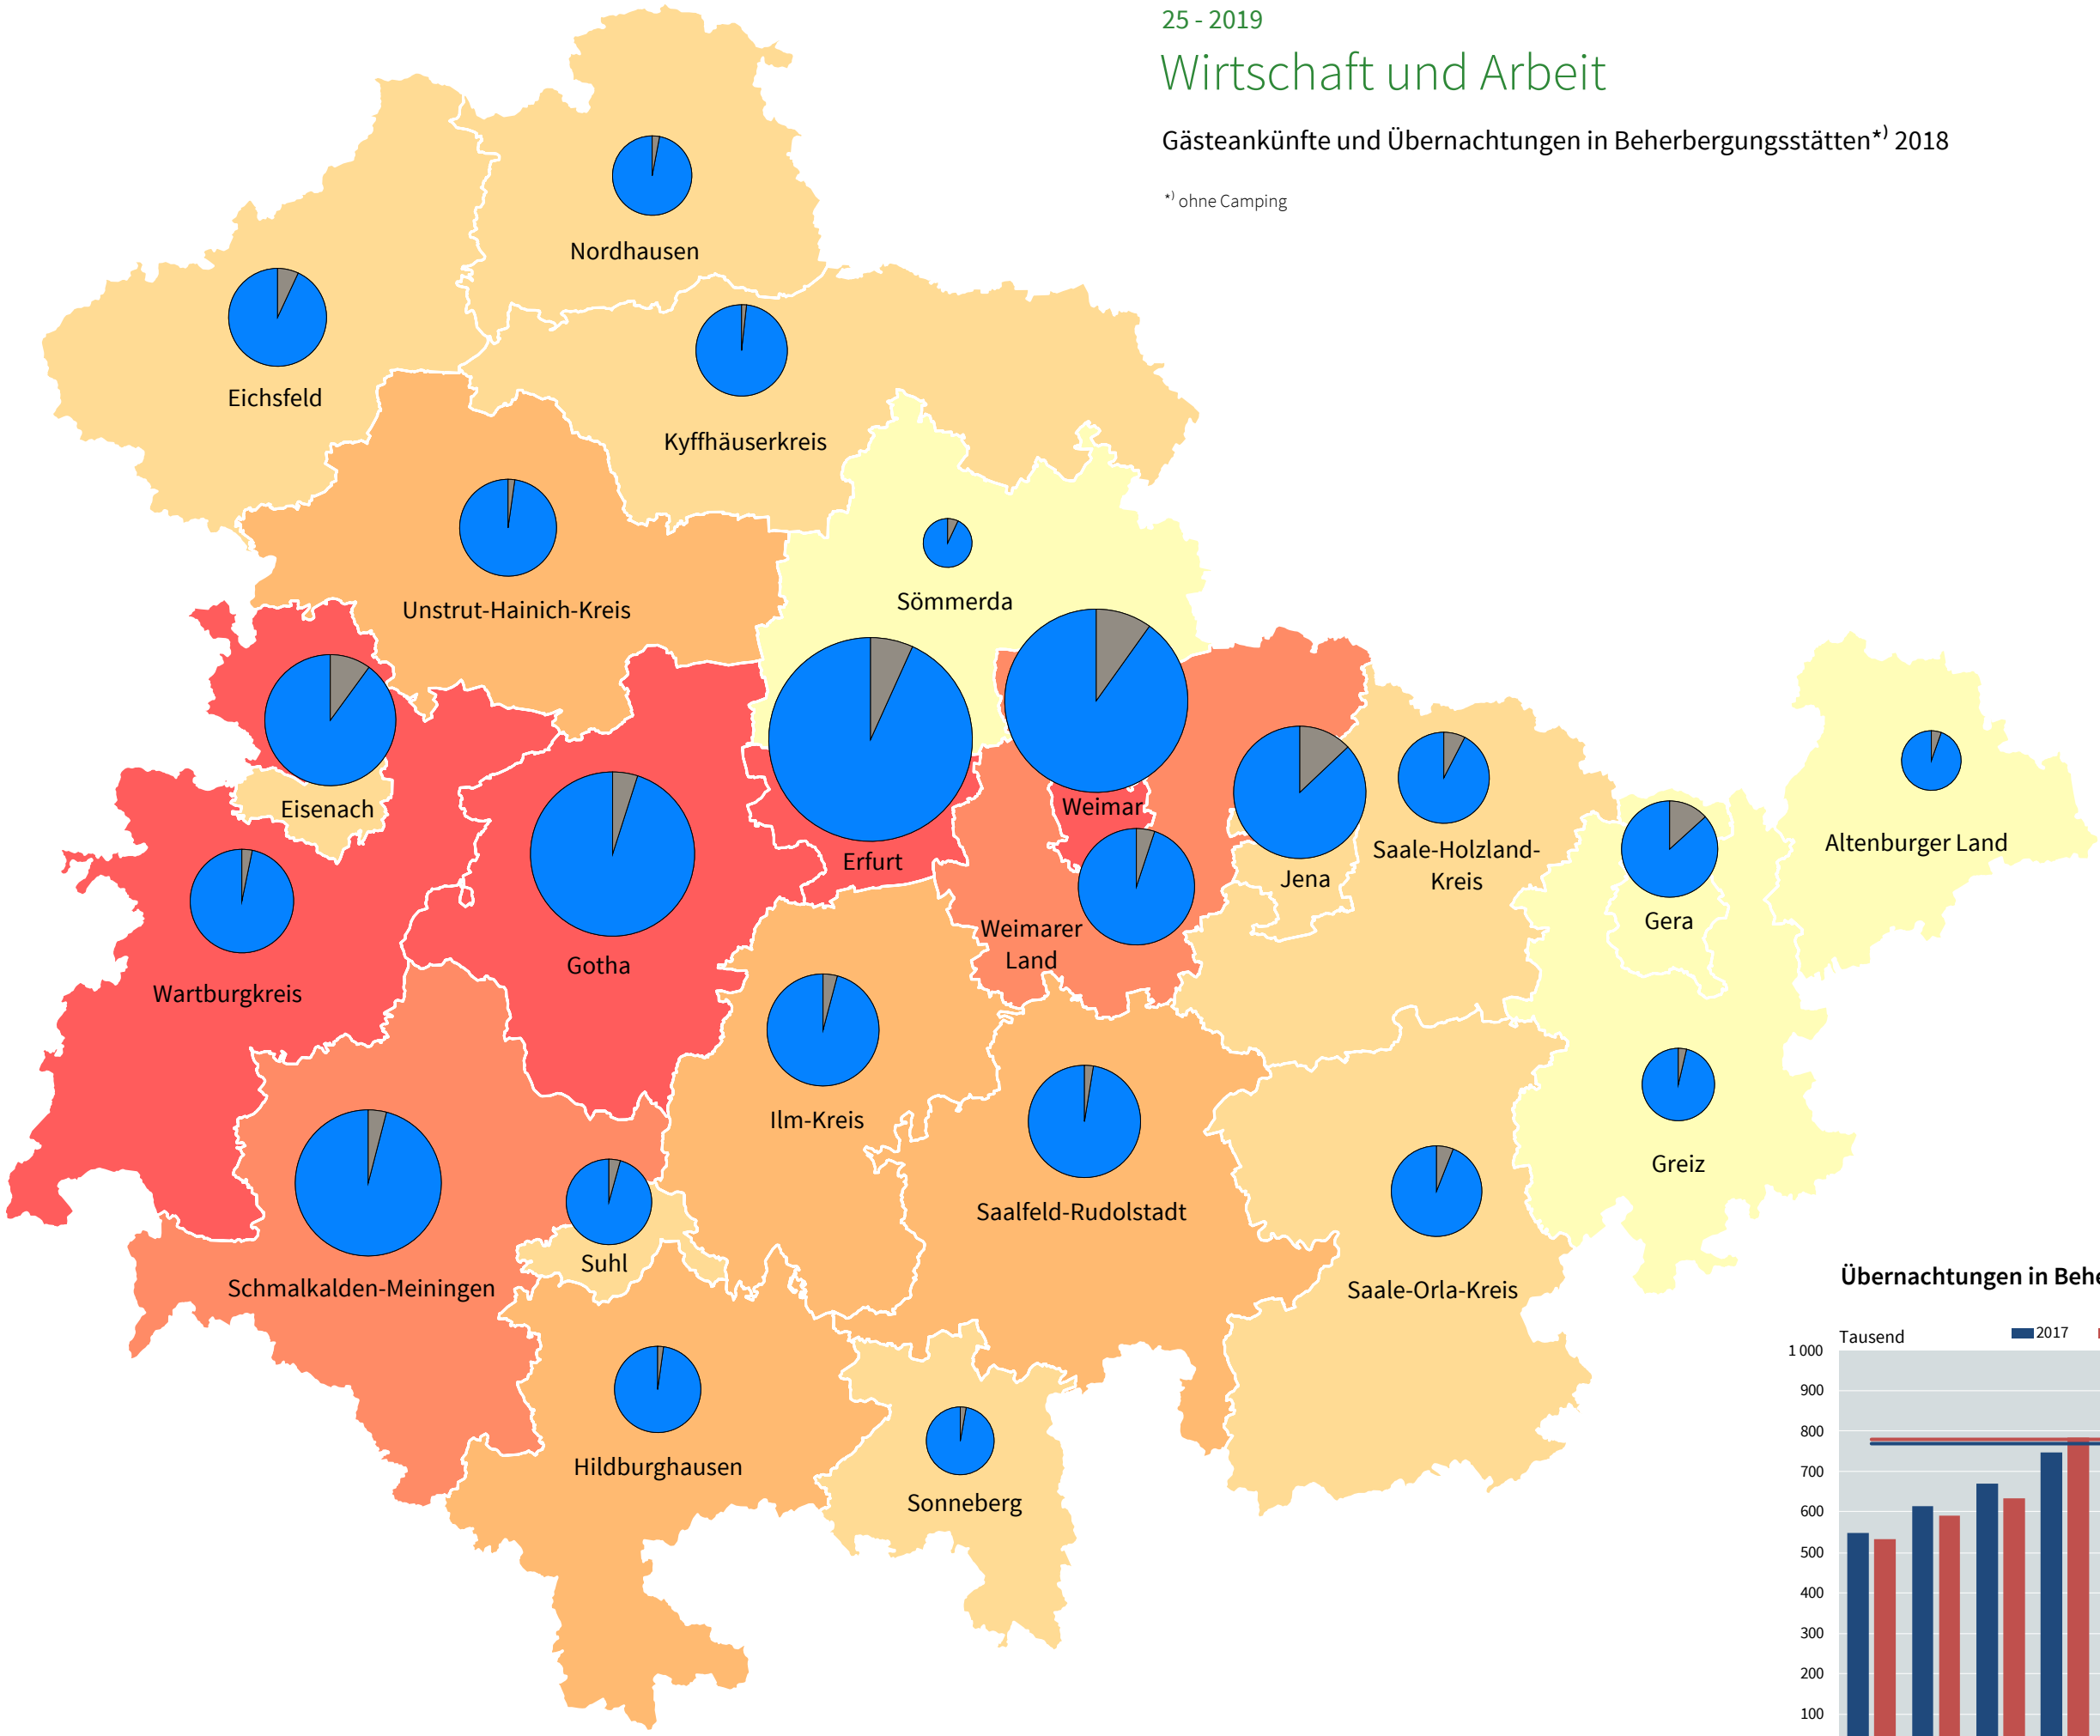 25 - 2019
Wirtschaft und Arbeit
Gästeankünfte und Übernachtungen in Beherbergungsstätten*) 2018
*) ohne Camping
Nordhausen
Eichsfeld
Kyffhäuserkreis
Sömmerda
Unstrut-Hainich-Kreis
Eisenach
Weimar
Altenburger Land
Saale-Holzland-
Kreis
Erfurt
Jena
Gera
Weimarer
Land
Gotha
Wartburgkreis
Ilm-Kreis
Greiz
Saalfeld-Rudolstadt
Suhl
Schmalkalden-Meiningen
Saale-Orla-Kreis
Hildburghausen
Sonneberg
Übernachtungen in Behe
Tausend
2017
1 000
900
800
700
600
500
400
300
200
100